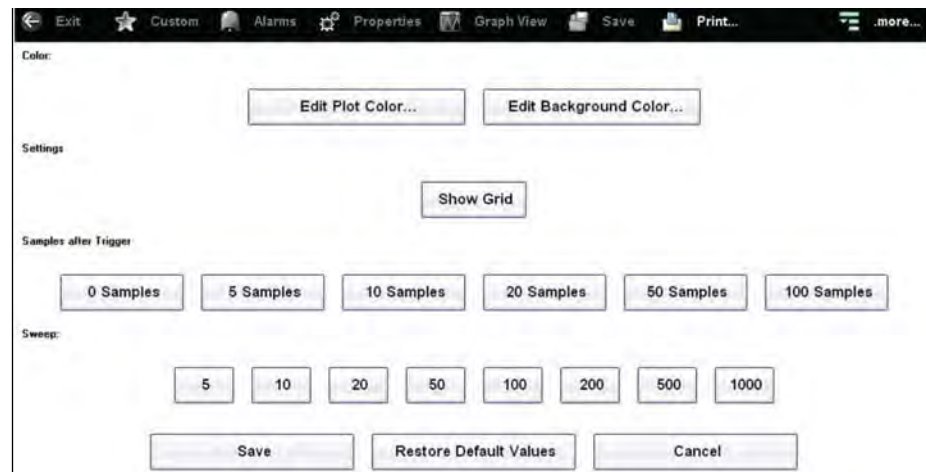 Exit Custom Alarms Properties Graph View Save Print... .more...
Color:
Edit Plot Color... Edit Background Color...
Settings
Show Grid
Samples after Trigger
0 Samples 5 Samples 10 Samples 20 Samples 50 Samples 100 Samples
Sweep:
5 10 20 50 100 200 500 1000
Save Restore Default Values Cancel